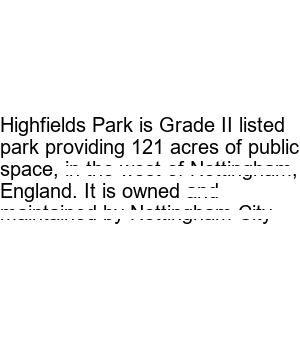 Highfields Park is Grade II listed
park providing 121 acres of public
space, in the west of Nottingham,
England. It is owned and
maintained by Nottingham City